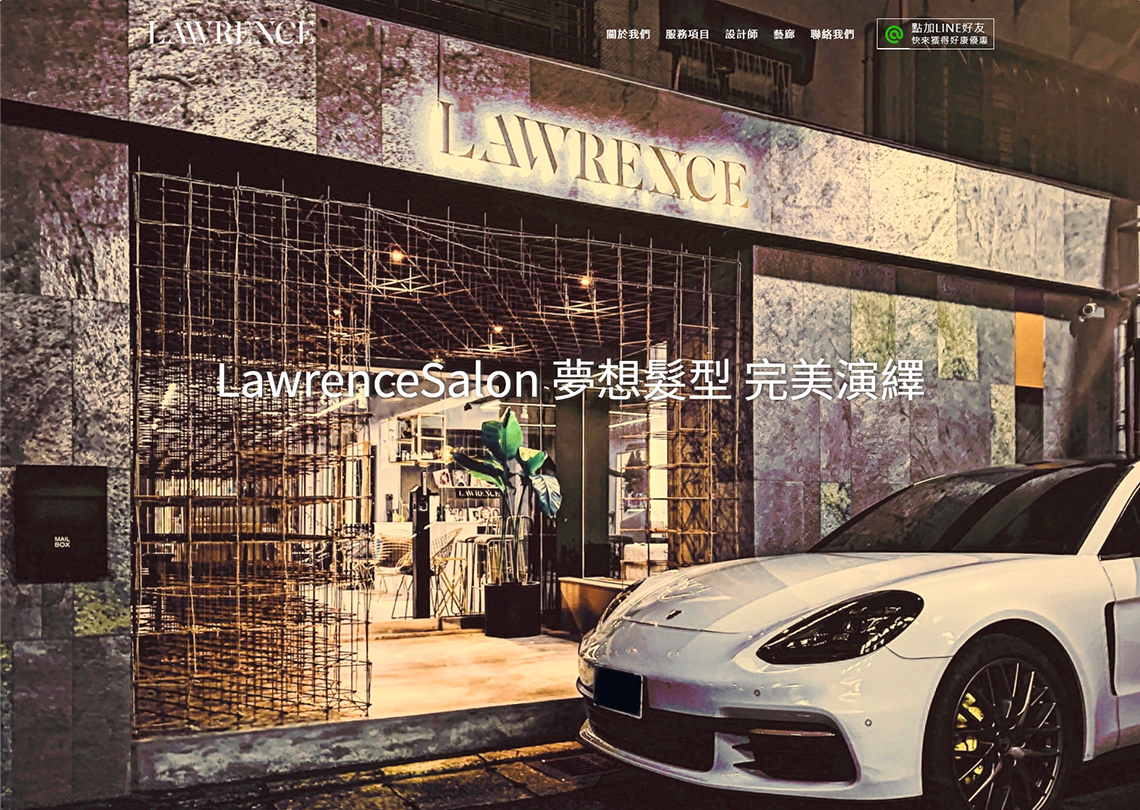 LAWRENCE
關於我們 服務項目 設計師 藝廊 聯絡我們
點加LINE好友
快來獲得好康優惠
LAWRENCE
LawrenceSalon 夢想髮型 完美演繹
LAWRENCE
MAIL
BOX